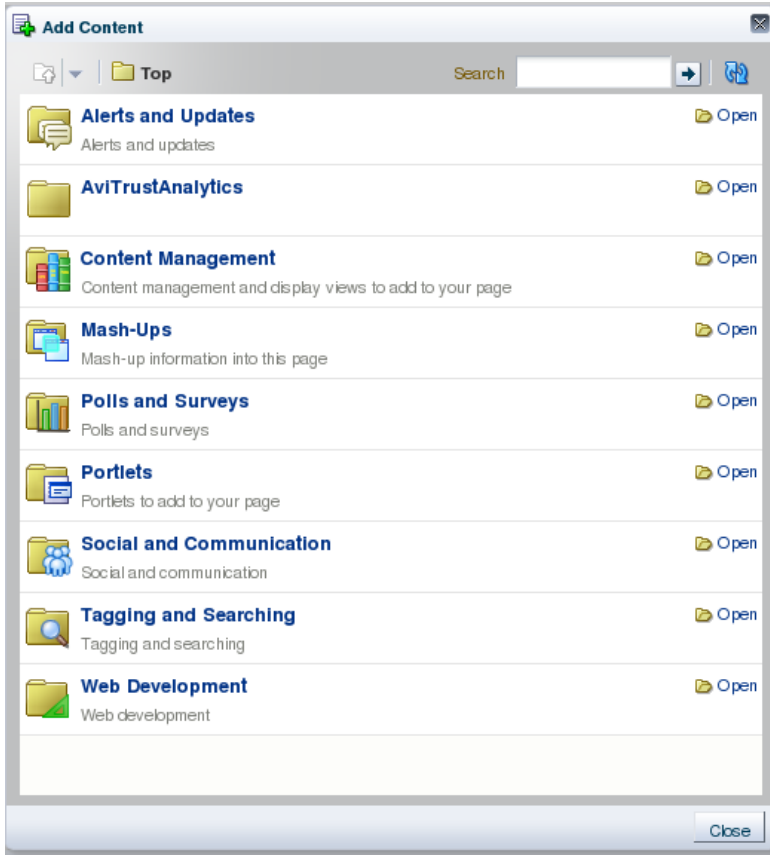 Add Content
Top Search
Alerts and Updates Open
Alerts and updates
AviTrustAnalytics Open
Content Management Open
Content management and display views to add to your page
Mash-Ups Open
Mash-up information into this page
Polls and Surveys Open
Polls and surveys
Portlets Open
Portlets to add to your page
Social and Communication Open
Social and communication
Tagging and Searching Open
Tagging and searching
Web Development Open
Web development
Close